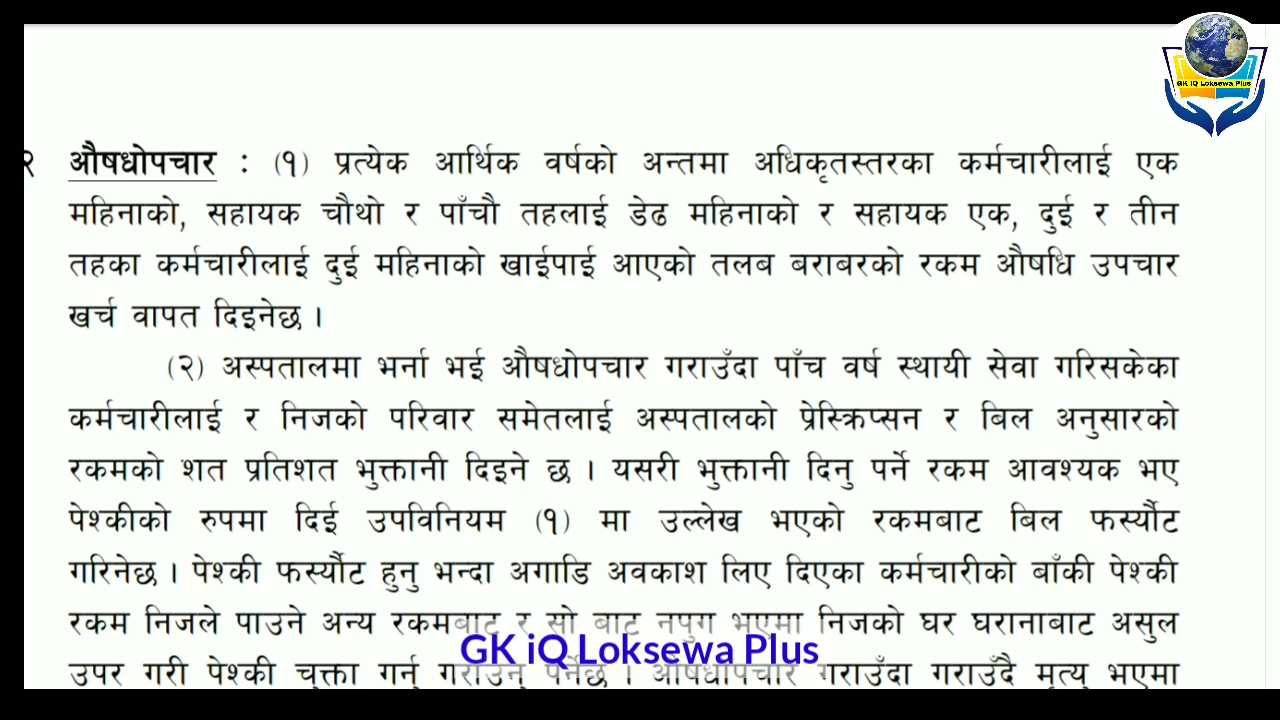 GK IQ Loksewa Plus
२ औषधोपचार : (१) प्रत्येक आर्थिक वर्षको अन्तमा अधिकृतस्तरका कर्मचारीलाई एक
महिनाको, सहायक चौथो र पाँचौ तहलाई डेढ महिनाको र सहायक एक, दुई र तीन
तहका कर्मचारीलाई दुई महिनाको खाईपाई आएको तलब बराबरको रकम औषधि उपचार
खर्च वापत दिइनेछ ।
(२) अस्पतालमा भर्ना भई औषधोपचार गराउँदा पाँच वर्ष स्थायी सेवा गरिसकेका
कर्मचारीलाई र निजको परिवार समेतलाई अस्पतालको प्रेस्क्रिप्सन र बिल अनुसारको
रकमको शत प्रतिशत भुक्तानी दिइने छ । यसरी भुक्तानी दिनु पर्ने रकम आवश्यक भए
पेश्कीको रुपमा दिई उपविनियम (१) मा उल्लेख भएको रकमबाट बिल फर्स्यौट
गरिनेछ । पेश्की फर्स्यौट हुनु भन्दा अगाडि अवकाश लिए दिएका कर्मचारीको बाँकी पेश्की
रकम निजले पाउने अन्य रकमबाट र सो बाट नपुग भएमा निजको घर घरानाबाट असुल
उपर गरी पेश्की चुक्ता गर्नु गराउनु पर्नेछ । औषधोपचार गराउँदा गराउँदै मृत्यु भएमा
GK iQ Loksewa Plus